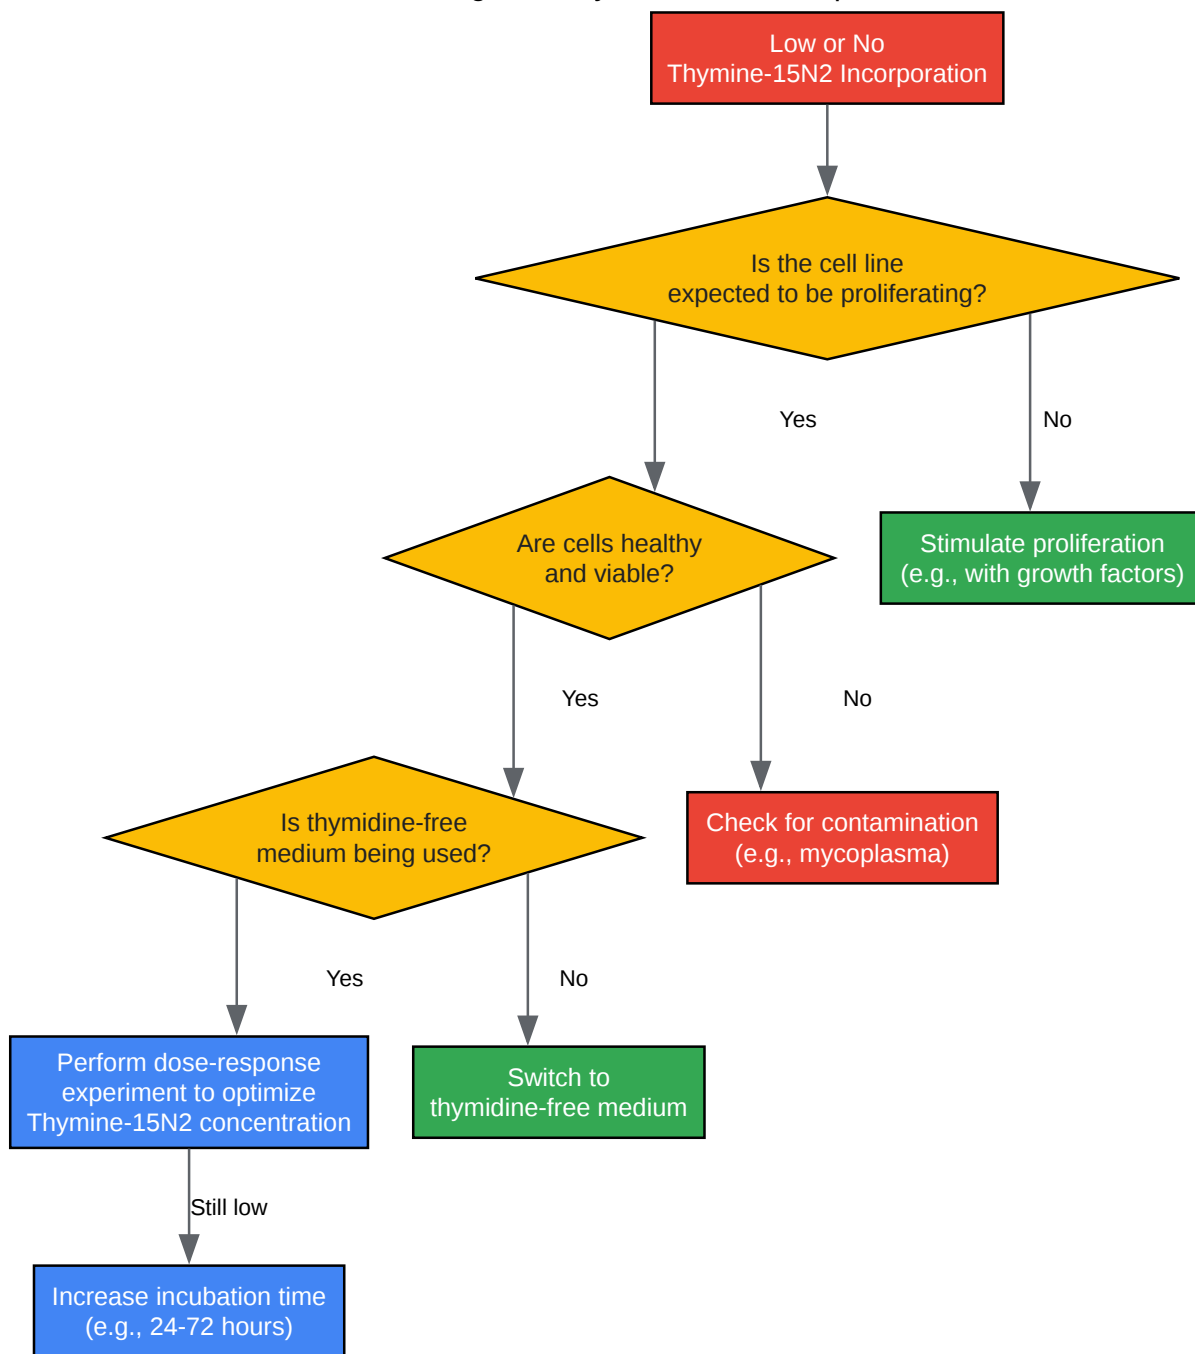 Low or No
Thymine-15N2 Incorporation
Is the cell line
expected to be proliferating?
Yes
No
Are cells healthy
and viable?
Stimulate proliferation
(e.g., with growth factors)
Yes
No
Is thymidine-free
medium being used?
Check for contamination
(e.g., mycoplasma)
Yes
No
Perform dose-response
experiment to optimize
Thymine-15N2 concentration
Switch to
thymidine-free medium
Still low
Increase incubation time
(e.g., 24-72 hours)